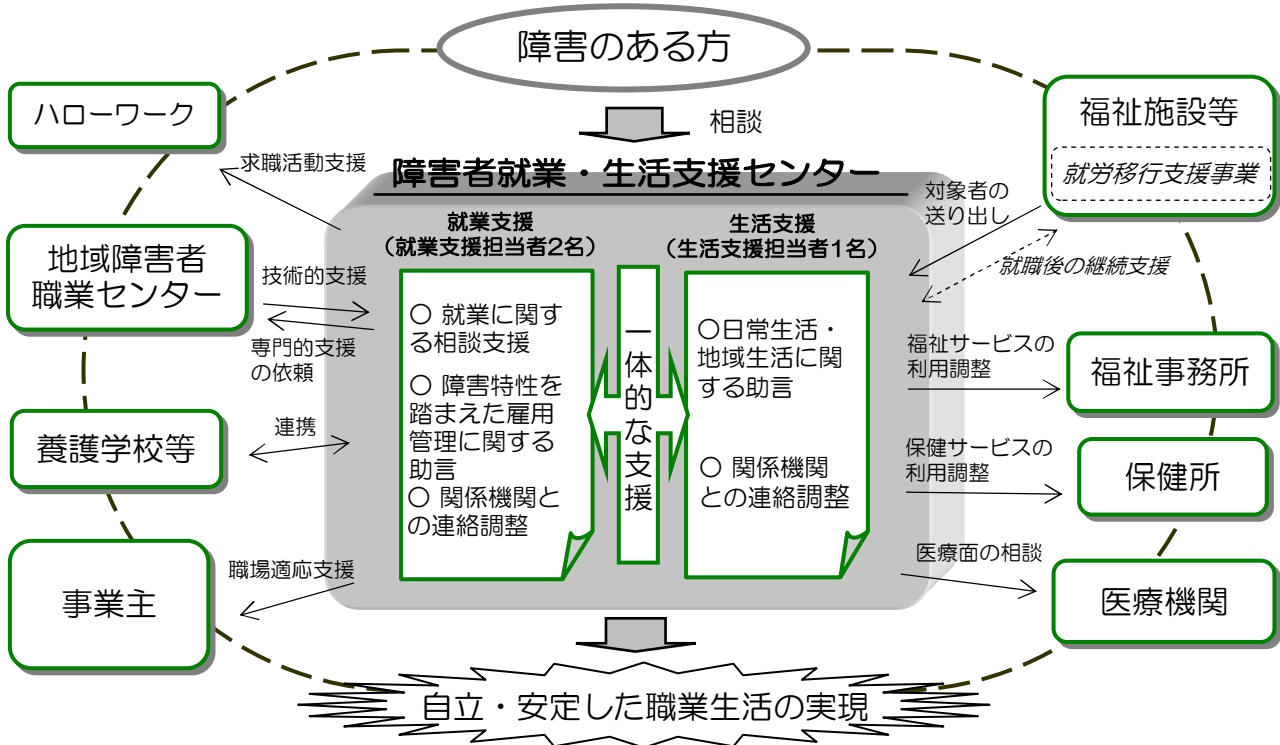 障害のある方
相談
ハローワーク
求職活動支援
地域障害者
職業センター
技術的支援
専門的支援
の依頼
養護学校等
連携
事業主
職場適応支援
障害者就業・生活支援センター
就業支援
（就業支援担当者2名）
○ 就業に関す
る相談支援
○ 障害特性を
踏まえた雇用
管理に関する
助言
○ 関係機関と
の連絡調整
一体的な支援
生活支援
（生活支援担当者1名）
○日常生活・
地域生活に関
する助言
○ 関係機関
との連絡調整
福祉施設等
就労移行支援事業
対象者の
送り出し
就職後の継続支援
福祉サービスの
利用調整
福祉事務所
保健サービスの
利用調整
保健所
医療面の相談
医療機関
自立・安定した職業生活の実現